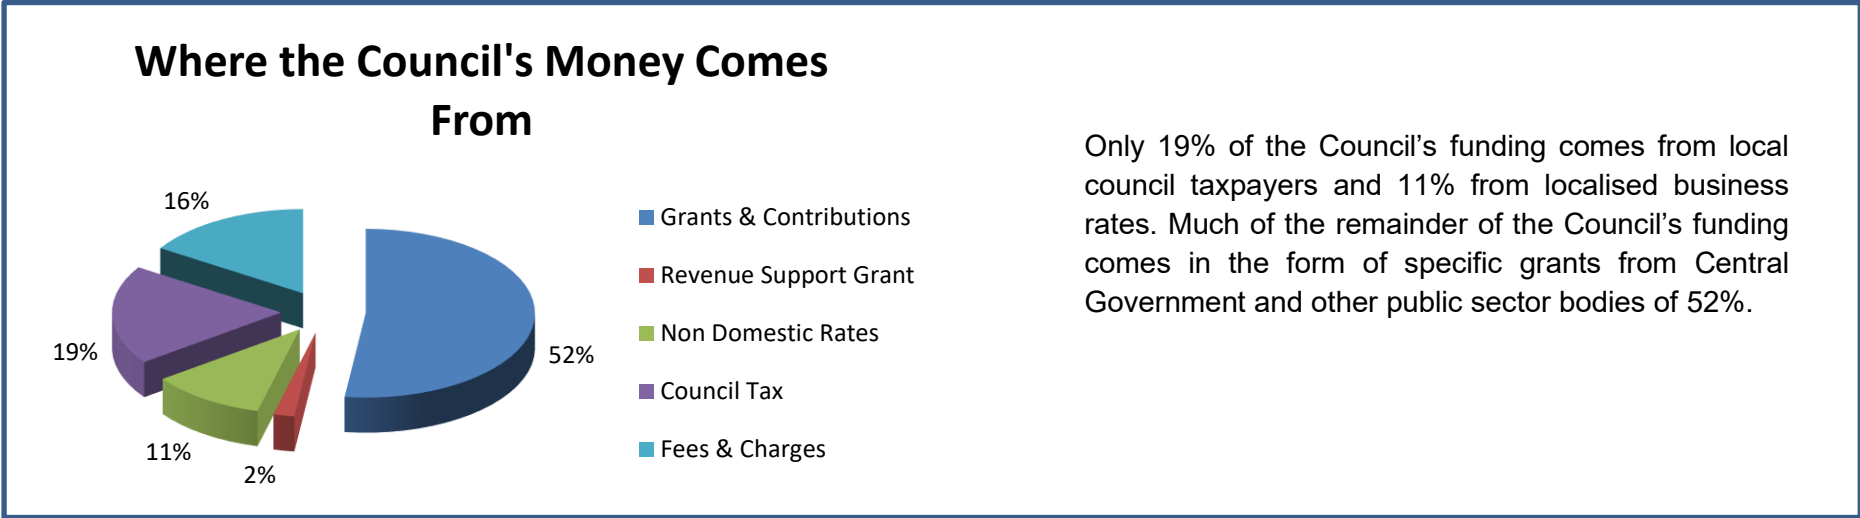 Where the Council's Money Comes
From
16%
19%
11%
2%
52%
Grants & Contributions
Revenue Support Grant
Non Domestic Rates
Council Tax
Fees & Charges
Only 19% of the Council’s funding comes from local
council taxpayers and 11% from localised business
rates. Much of the remainder of the Council’s funding
comes in the form of specific grants from Central
Government and other public sector bodies of 52%.